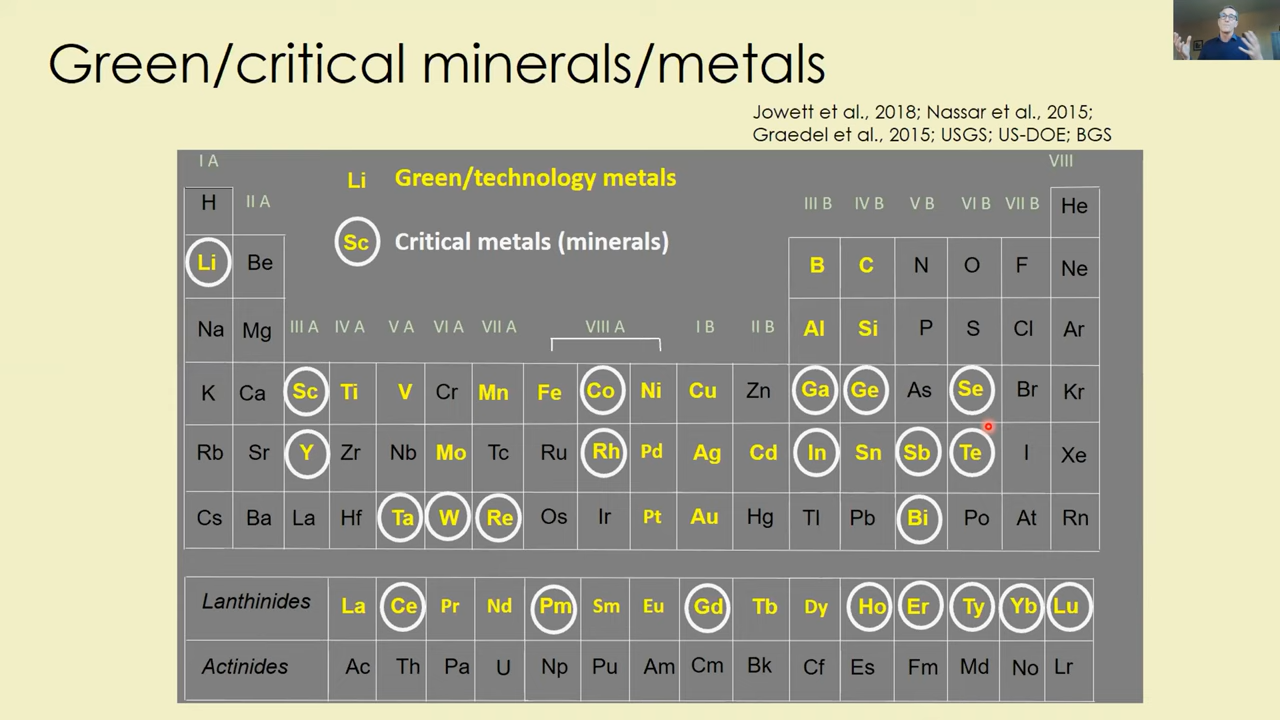 Green/critical minerals/metals
Jowett et al., 2018; Nassar et al., 2015;
Graedel et al., 2015; USGS; US-DOE; BGS
I A VIII
Li Green/technology metals
H II A III B IV B V B VI B VII B He
Sc Critical metals (minerals)
Li Be B C N O F Ne
Na Mg III A IV A V A VI A VII A VIII A I B II B Al Si P S Cl Ar
K Ca Sc Ti V Cr Mn Fe Co Ni Cu Zn Ga Ge As Se Br Kr
Rb Sr Y Zr Nb Mo Tc Ru Rh Pd Ag Cd In Sn Sb Te I Xe
Cs Ba La Hf Ta W Re Os Ir Pt Au Hg Tl Pb Bi Po At Rn
Lanthinides La Ce Pr Nd Pm Sm Eu Gd Tb Dy Ho Er Ty Yb Lu
Actinides Ac Th Pa U Np Pu Am Cm Bk Cf Es Fm Md No Lr